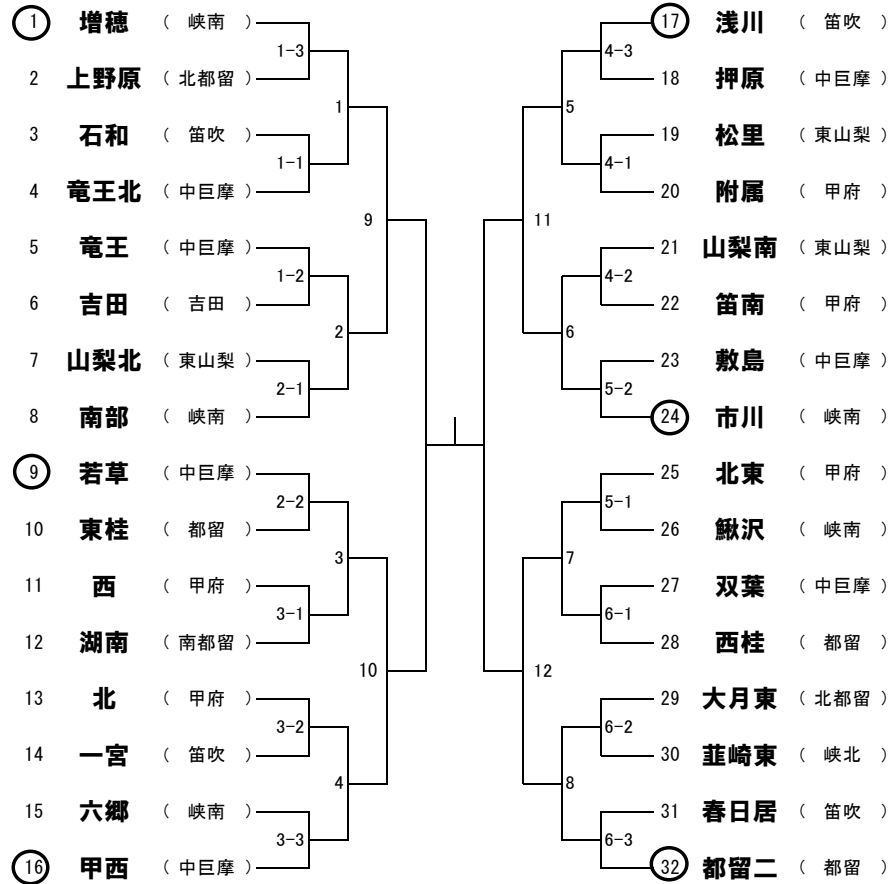 1 増穂 （ 峡南 ）
1-3
2 上野原 （ 北都留 ）
1
3 石和 （ 笛吹 ）
1-1
4 竜王北 （ 中巨摩 ）
9
5 竜王 （ 中巨摩 ）
1-2
6 吉田 （ 吉田 ）
2
7 山梨北 （ 東山梨 ）
2-1
8 南部 （ 峡南 ）
9 若草 （ 中巨摩 ）
2-2
10 東桂 （ 都留 ）
3
11 西 （ 甲府 ）
3-1
12 湖南 （ 南都留 ）
10
13 北 （ 甲府 ）
3-2
14 一宮 （ 笛吹 ）
4
15 六郷 （ 峡南 ）
3-3
16 甲西 （ 中巨摩 ）
17 浅川 （ 笛吹 ）
4-3
18 押原 （ 中巨摩 ）
5
19 松里 （ 東山梨 ）
4-1
20 附属 （ 甲府 ）
11
21 山梨南 （ 東山梨 ）
4-2
22 笛南 （ 甲府 ）
6
23 敷島 （ 中巨摩 ）
5-2
24 市川 （ 峡南 ）
25 北東 （ 甲府 ）
5-1
26 鰍沢 （ 峡南 ）
7
27 双葉 （ 中巨摩 ）
6-1
28 西桂 （ 都留 ）
12
29 大月東 （ 北都留 ）
6-2
30 韮崎東 （ 峡北 ）
8
31 春日居 （ 笛吹 ）
6-3
32 都留二 （ 都留 ）